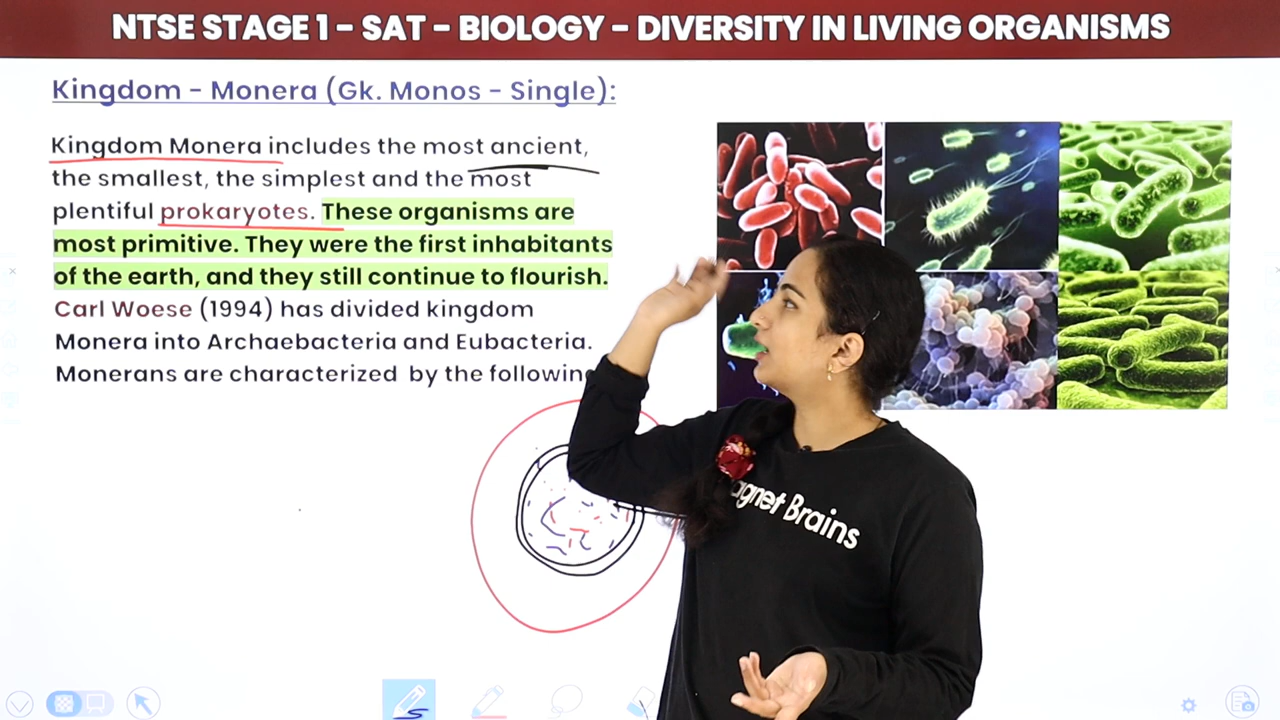 NTSE STAGE 1 - SAT - BIOLOGY - DIVERSITY IN LIVING ORGANISMS
Kingdom - Monera (Gk. Monos - Single):
Kingdom Monera includes the most ancient,
the smallest, the simplest and the most
plentiful prokaryotes. These organisms are
most primitive. They were the first inhabitants
of the earth, and they still continue to flourish.
Carl Woese (1994) has divided kingdom
Monera into Archaebacteria and Eubacteria.
Monerans are characterized by the following
agnet Brains